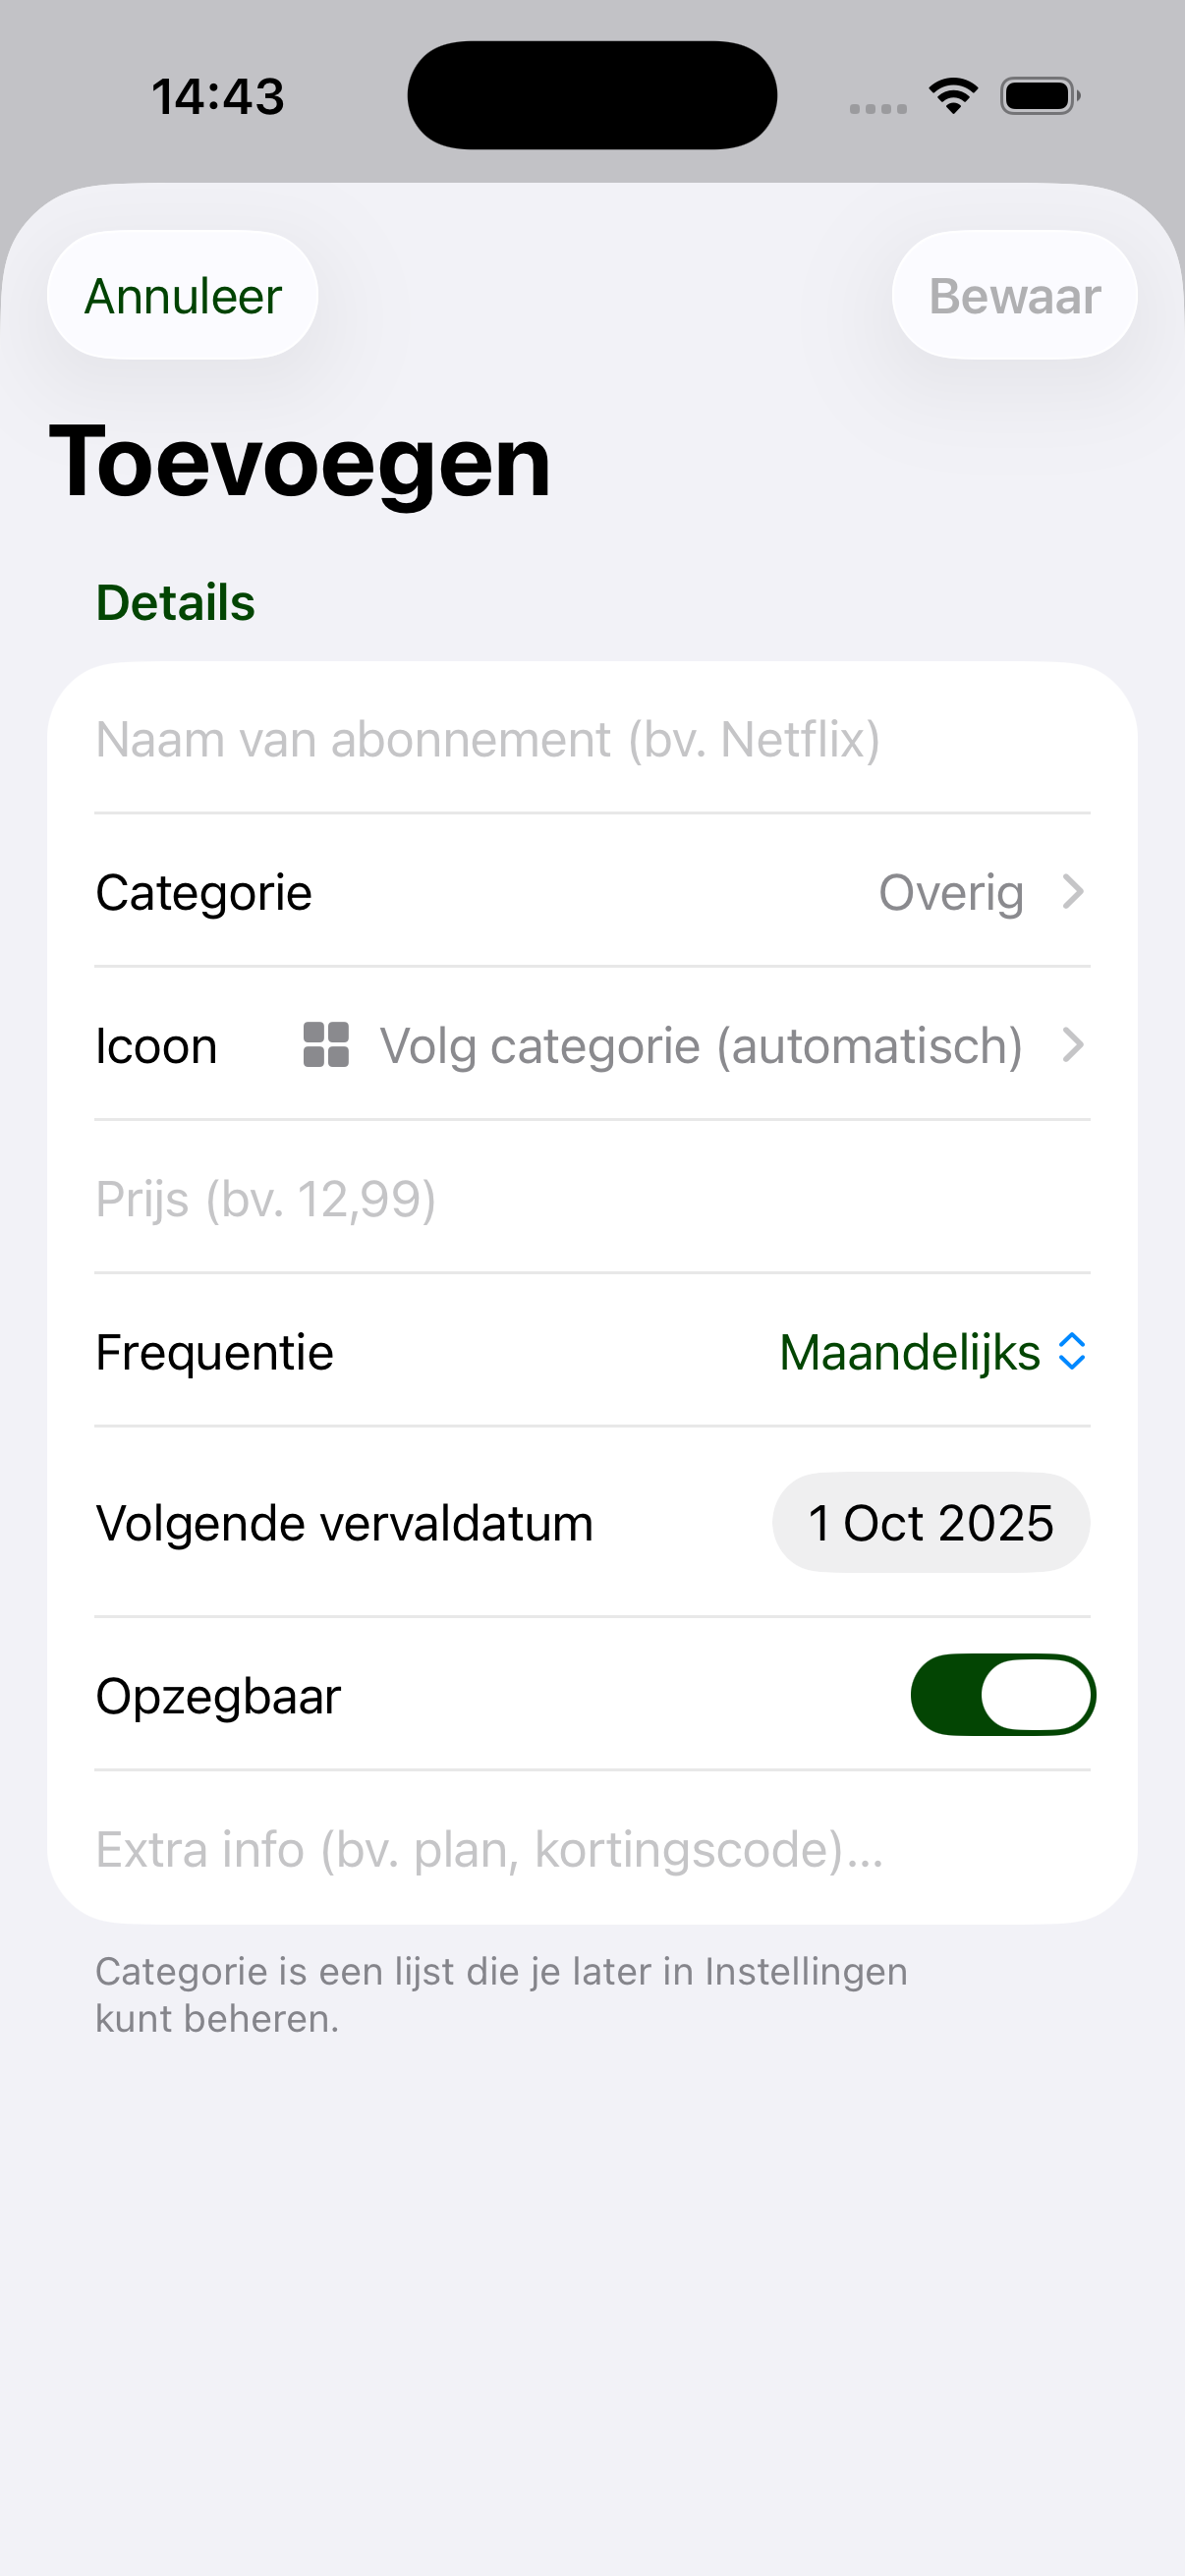 14:43
Annuleer
Bewaar
Toevoegen
Details
Naam van abonnement (bv. Netflix)
Categorie Overig
Icoon Volg categorie (automatisch)
Prijs (bv. 12,99)
Frequentie Maandelijks
Volgende vervaldatum 1 Oct 2025
Opzegbaar
Extra info (bv. plan, kortingscode)...
Categorie is een lijst die je later in Instellingen
kunt beheren.